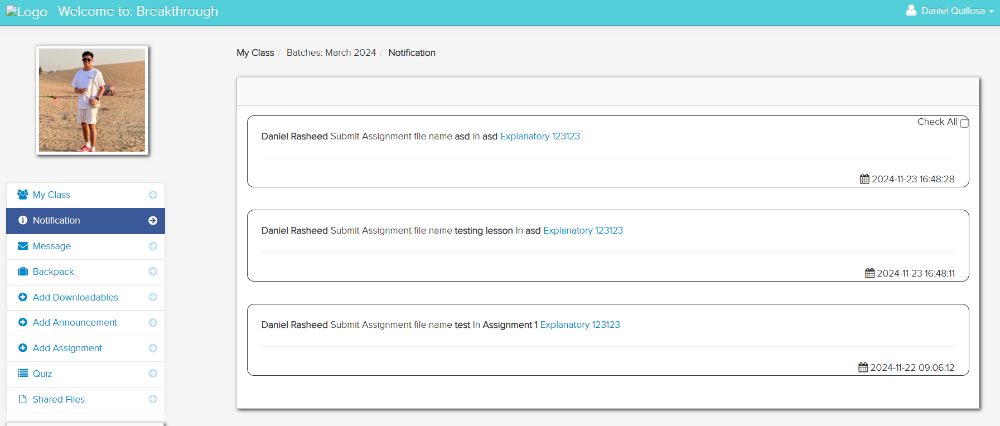 Logo Welcome to: Breakthrough
Daniel Quillosa
My Class / Batches: March 2024 / Notification
My Class
Notification
Message
Backpack
Add Downloadables
Add Announcement
Add Assignment
Quiz
Shared Files
Check All
Daniel Rasheed Submit Assignment file name asd In asd Explanatory 123123
2024-11-23 16:48:28
Daniel Rasheed Submit Assignment file name testing lesson In asd Explanatory 123123
2024-11-23 16:48:11
Daniel Rasheed Submit Assignment file name test In Assignment 1 Explanatory 123123
2024-11-22 09:06:12